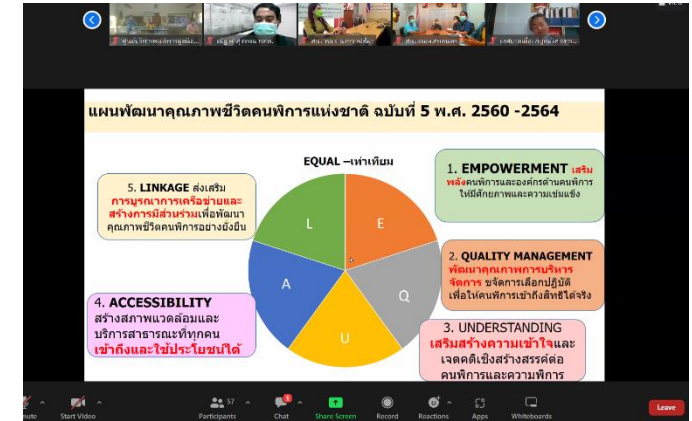 แผนพัฒนาคุณภาพชีวิตคนพิการแห่งชาติ ฉบับที่ 5 พ.ศ. 2560 -2564
EQUAL –เท่าเทียม
1. EMPOWERMENT เสริม
พลังคนพิการและองค์กรด้านคนพิการ
ให้มีศักยภาพและความเข้มแข็ง
2. QUALITY MANAGEMENT
พัฒนาคุณภาพการบริหาร
จัดการ ขจัดการเลือกปฏิบัติ
เพื่อให้คนพิการเข้าถึงสิทธิได้จริง
3. UNDERSTANDING
เสริมสร้างความเข้าใจและ
เจตคติเชิงสร้างสรรค์ต่อ
คนพิการและความพิการ
4. ACCESSIBILITY
สร้างสภาพแวดล้อมและ
บริการสาธารณะที่ทุกคน
เข้าถึงและใช้ประโยชน์ได้
5. LINKAGE ส่งเสริม
การบูรณาการเครือข่ายและ
สร้างการมีส่วนร่วมเพื่อพัฒนา
คุณภาพชีวิตคนพิการอย่างยั่งยืน
L
E
A
Q
U
Start Video
57
Participants
Chat
Share Screen
Record
Reactions
Apps
Whiteboards
Leave